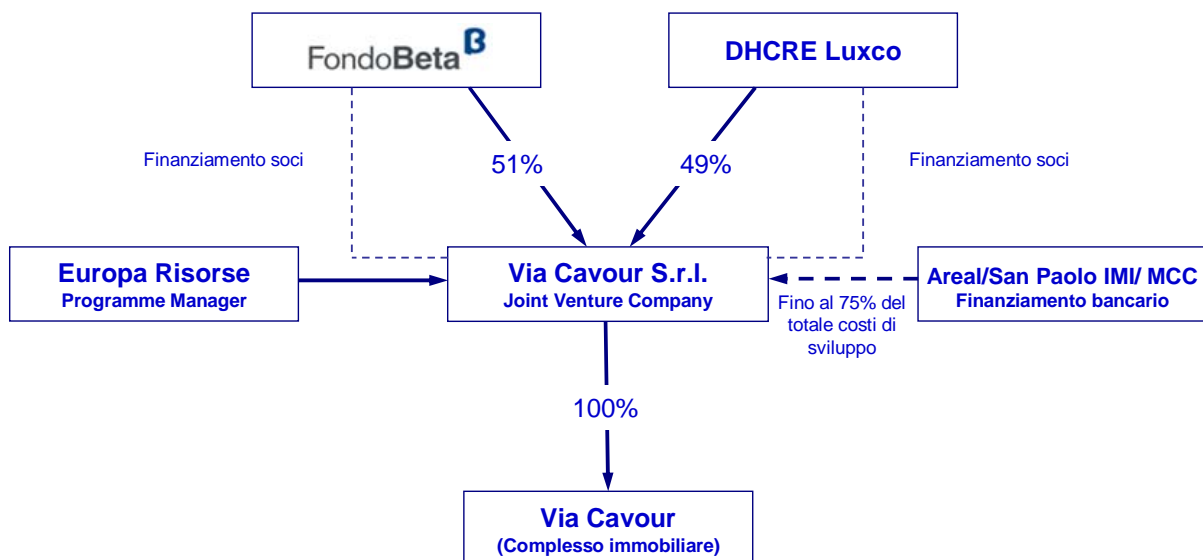 FondoBeta β
DHCRE Luxco
Finanziamento soci
51%
49%
Finanziamento soci
Europa Risorse
Programme Manager
Via Cavour S.r.l.
Joint Venture Company
Areal/San Paolo IMI/ MCC
Finanziamento bancario
Fino al 75% del
totale costi di
sviluppo
100%
Via Cavour
(Complesso immobiliare)